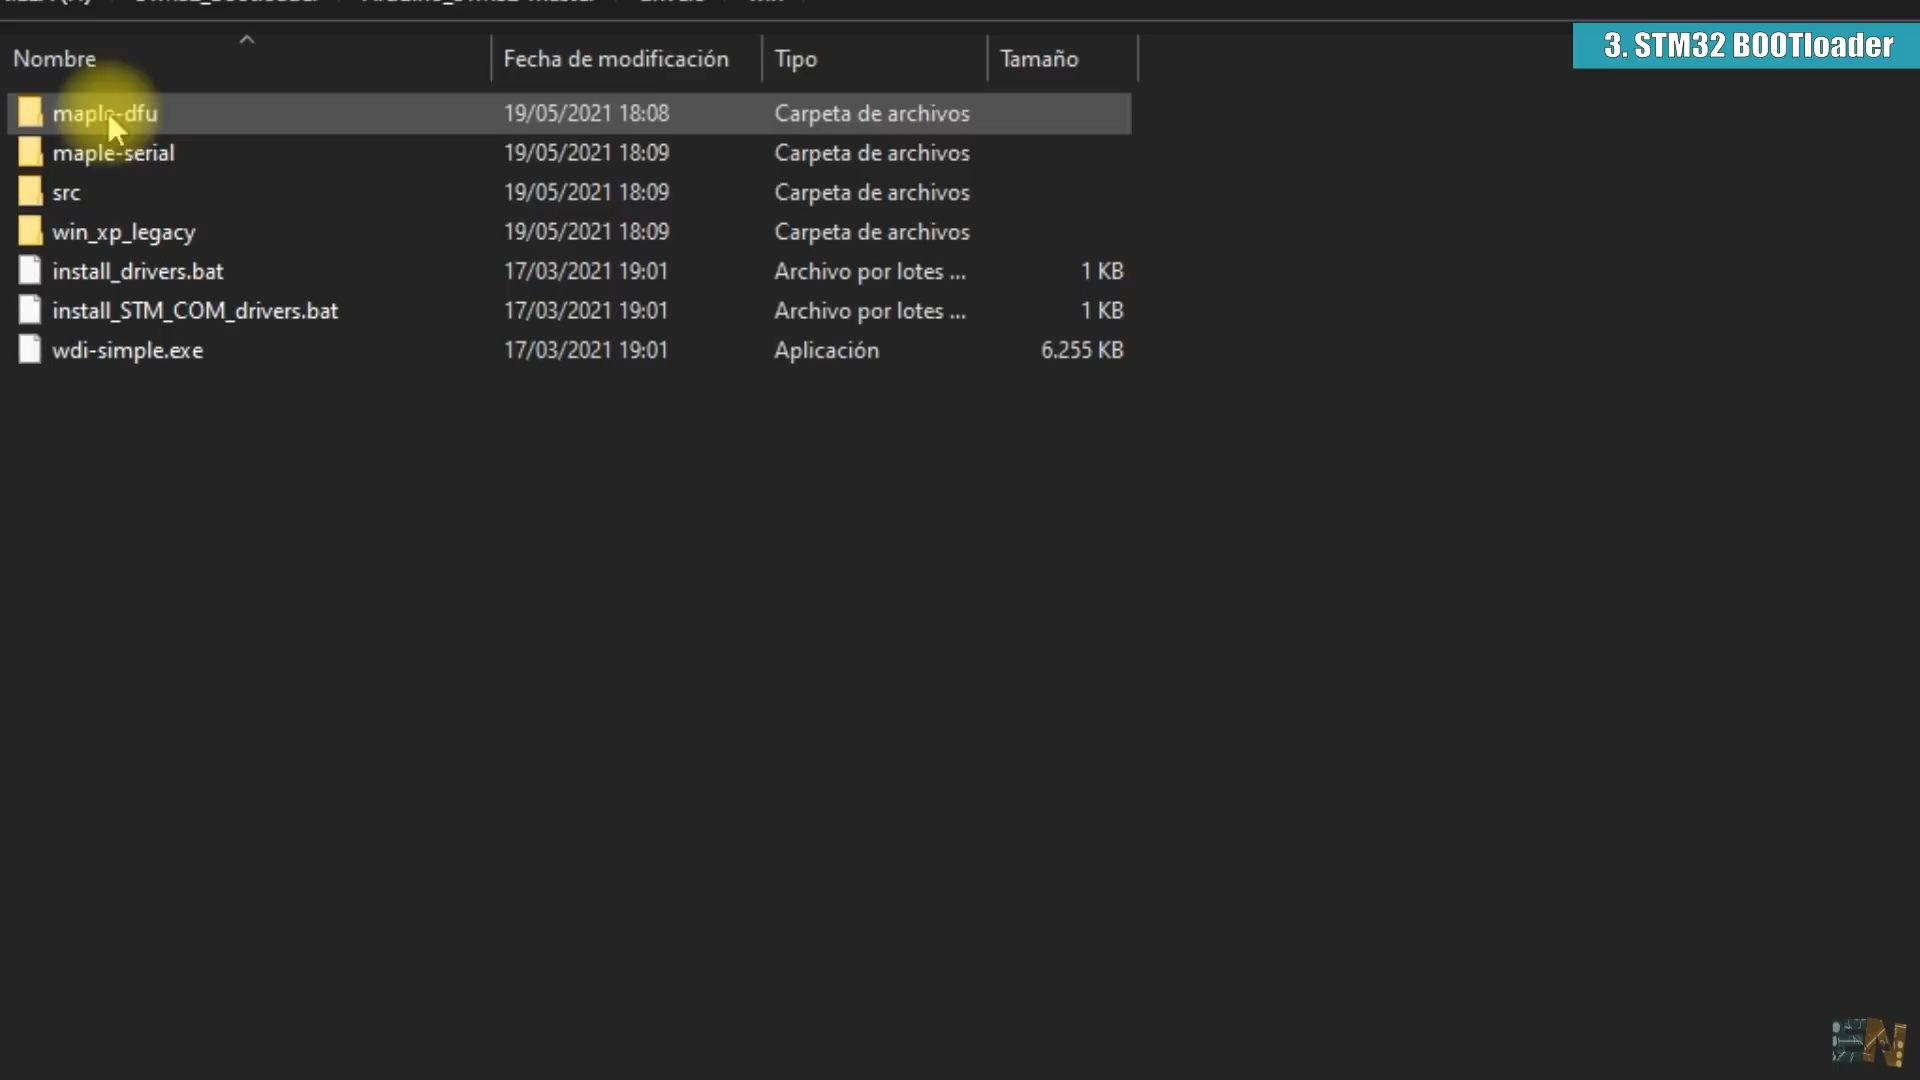 3. STM32 BOOTloader
Nombre Fecha de modificación Tipo Tamaño
maple-dfu 19/05/2021 18:08 Carpeta de archivos
maple-serial 19/05/2021 18:09 Carpeta de archivos
src 19/05/2021 18:09 Carpeta de archivos
win_xp_legacy 19/05/2021 18:09 Carpeta de archivos
install_drivers.bat 17/03/2021 19:01 Archivo por lotes ... 1 KB
install_STM_COM_drivers.bat 17/03/2021 19:01 Archivo por lotes ... 1 KB
wdi-simple.exe 17/03/2021 19:01 Aplicación 6.255 KB
EN